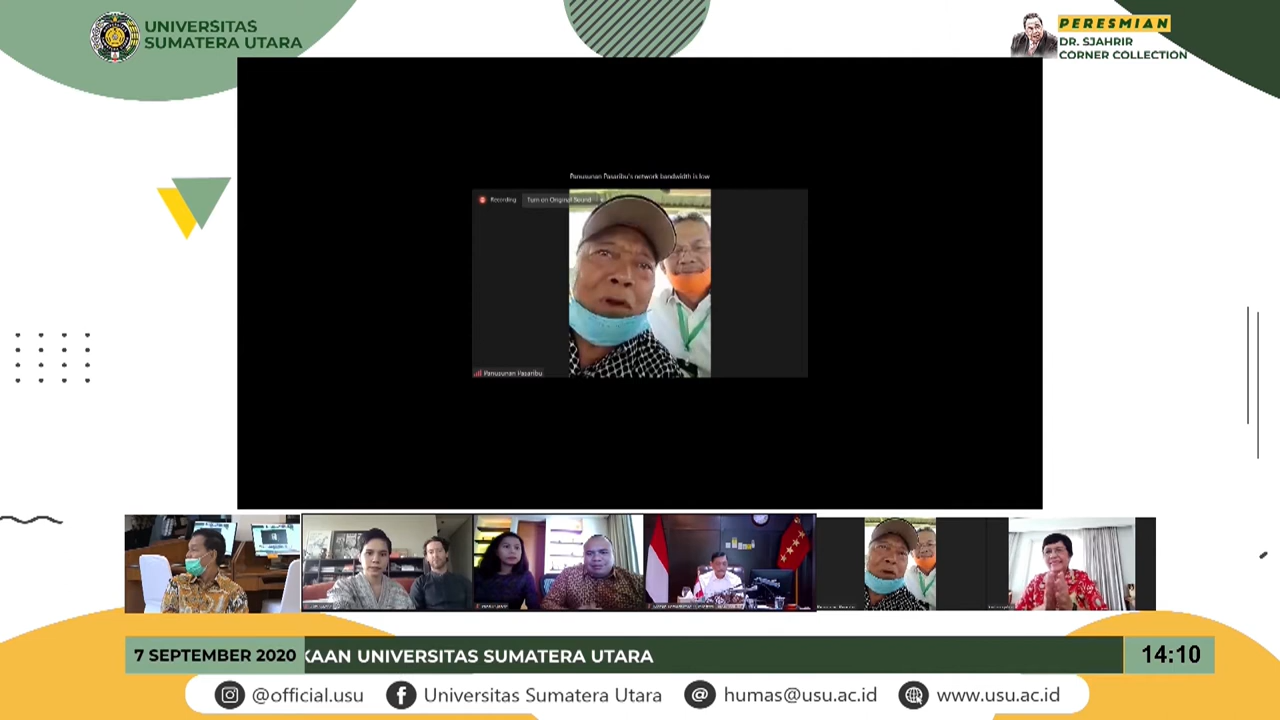 UNIVERSITAS
SUMATERA UTARA
PERESMIAN
DR. SJAHRIR
CORNER COLLECTION
Panusunan Pasaribu's network bandwidth is low
Recording
Turn on Original Sound
Panusunan Pasaribu
7 SEPTEMBER 2020
KAAN UNIVERSITAS SUMATERA UTARA
14:10
@official.usu
Universitas Sumatera Utara
humas@usu.ac.id
www.usu.ac.id